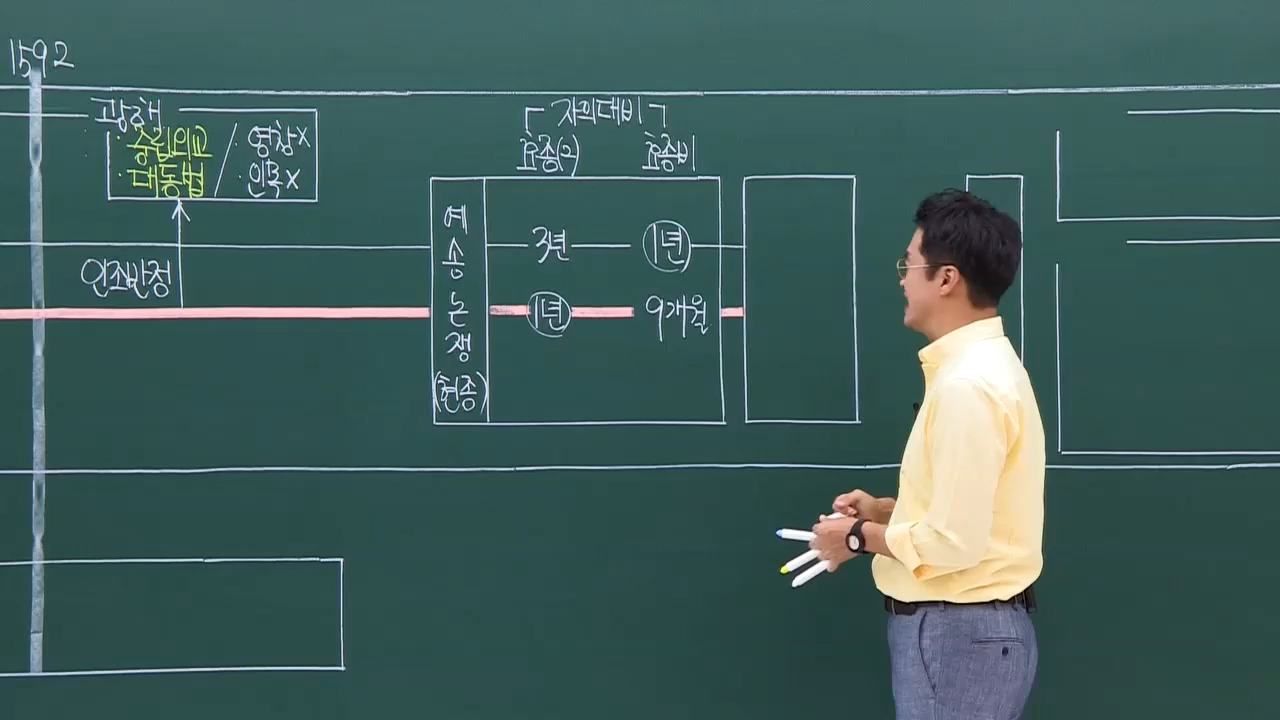 1592
광해
· 중립외교 / · 영창X
· 대동법 · 인목X
인조반정
자의대비
효종(2) 효종비
예송논쟁
(현종)
3년 1년
1년 9개월